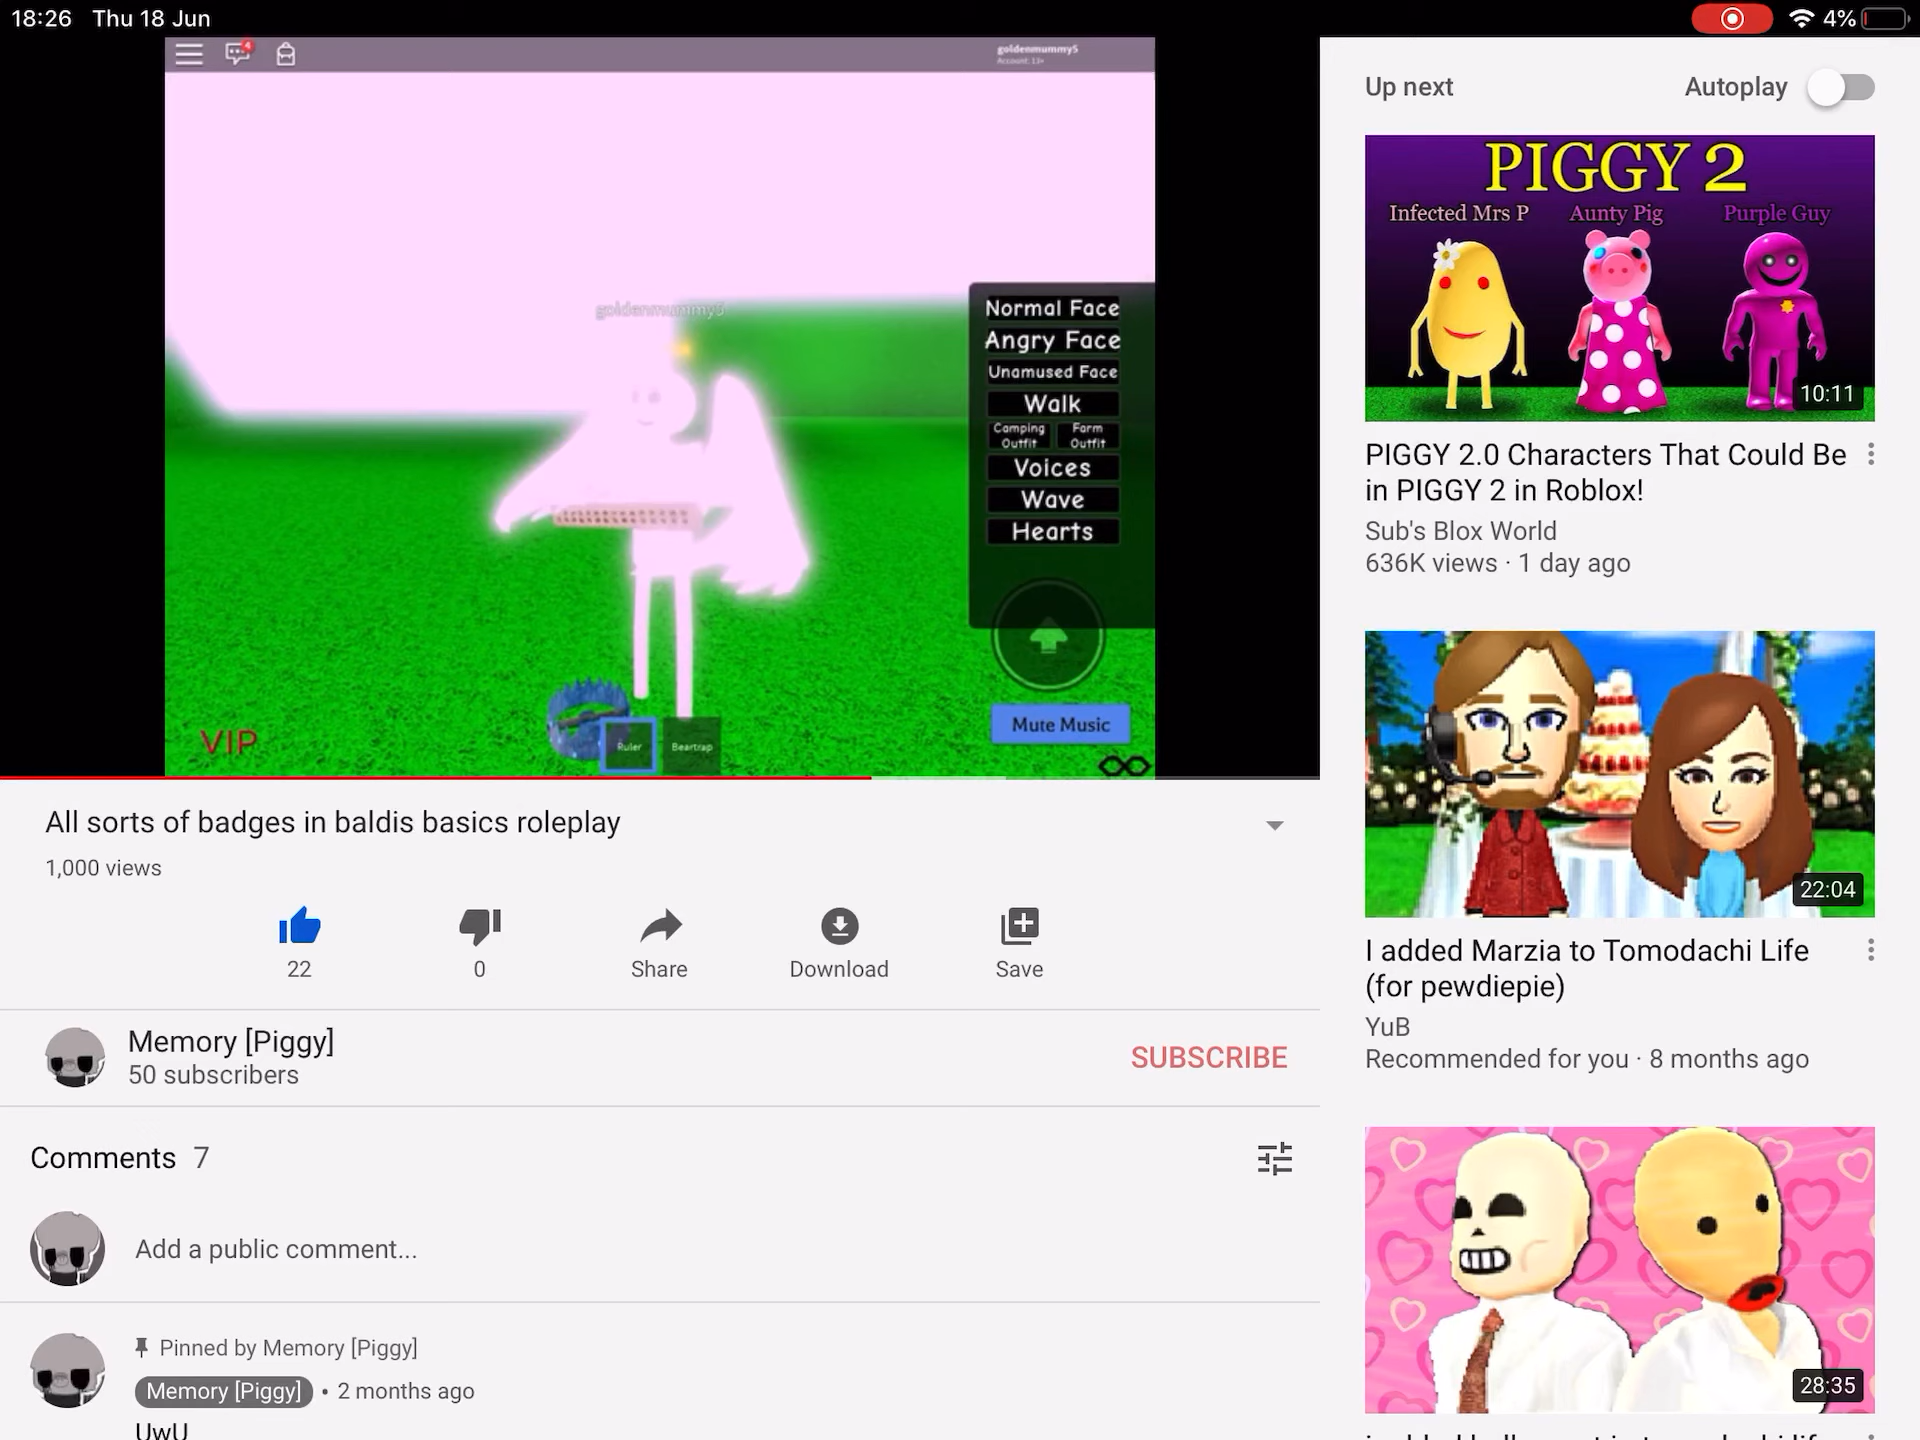 18:26 Thu 18 Jun
4%
4
goldenmummy5
Account: 13+
goldenmummy5
Normal Face
Angry Face
Unamused Face
Walk
Camping Outfit
Farm Outfit
Voices
Wave
Hearts
Mute Music
VIP
Ruler
Beartrap
All sorts of badges in baldis basics roleplay
1,000 views
22
0
Share
Download
Save
Memory [Piggy]
50 subscribers
SUBSCRIBE
Comments 7
Add a public comment...
Pinned by Memory [Piggy]
Memory [Piggy] • 2 months ago
UwU
Up next
Autoplay
PIGGY 2
Infected Mrs P
Aunty Pig
Purple Guy
10:11
PIGGY 2.0 Characters That Could Be
in PIGGY 2 in Roblox!
Sub's Blox World
636K views · 1 day ago
22:04
I added Marzia to Tomodachi Life
(for pewdiepie)
YuB
Recommended for you · 8 months ago
28:35